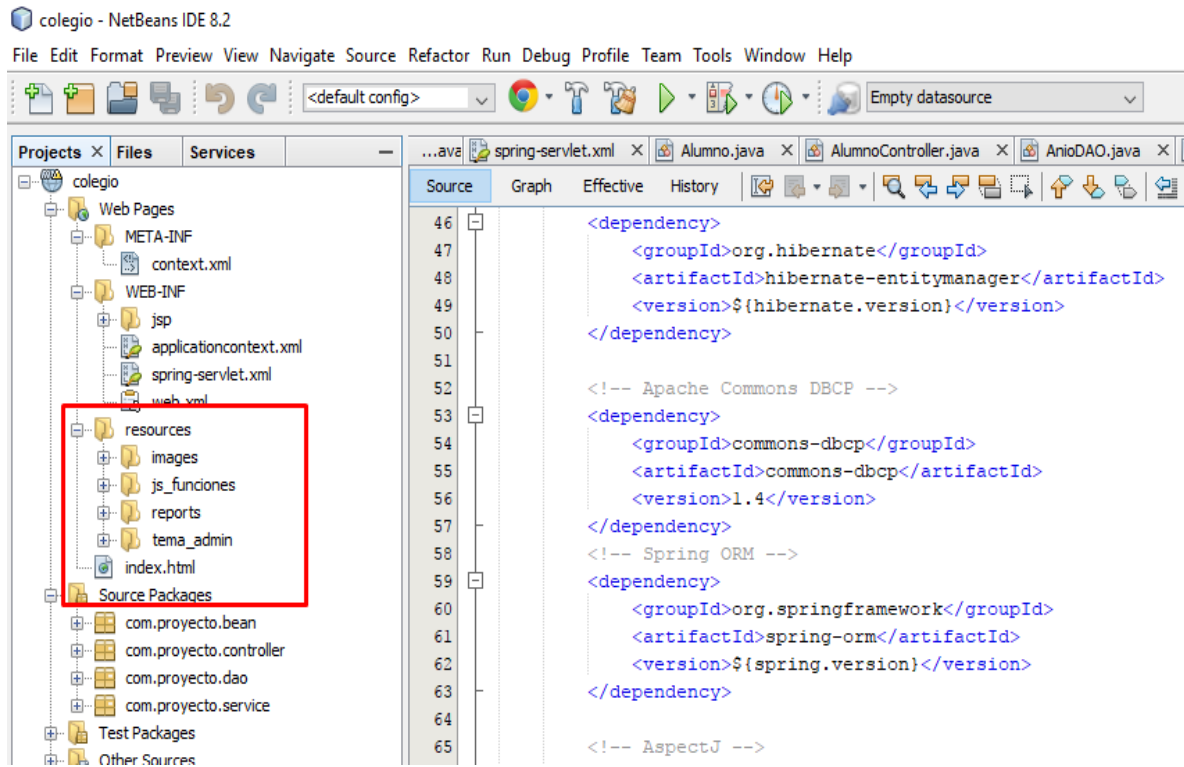 colegio - NetBeans IDE 8.2
File Edit Format Preview View Navigate Source Refactor Run Debug Profile Team Tools Window Help
<default config>
Empty datasource
Projects Files Services
...ava spring-servlet.xml Alumno.java AlumnoController.java AnioDAO.java
Source Graph Effective History
colegio
Web Pages
META-INF
context.xml
WEB-INF
jsp
applicationcontext.xml
spring-servlet.xml
web.xml
resources
images
js_funciones
reports
tema_admin
index.html
Source Packages
com.proyecto.bean
com.proyecto.controller
com.proyecto.dao
com.proyecto.service
Test Packages
Other Sources
46 <dependency>
47 <groupId>org.hibernate</groupId>
48 <artifactId>hibernate-entitymanager</artifactId>
49 <version>${hibernate.version}</version>
50 </dependency>
51
52 <!-- Apache Commons DBCP -->
53 <dependency>
54 <groupId>commons-dbcp</groupId>
55 <artifactId>commons-dbcp</artifactId>
56 <version>1.4</version>
57 </dependency>
58 <!-- Spring ORM -->
59 <dependency>
60 <groupId>org.springframework</groupId>
61 <artifactId>spring-orm</artifactId>
62 <version>${spring.version}</version>
63 </dependency>
64
65 <!-- AspectJ -->